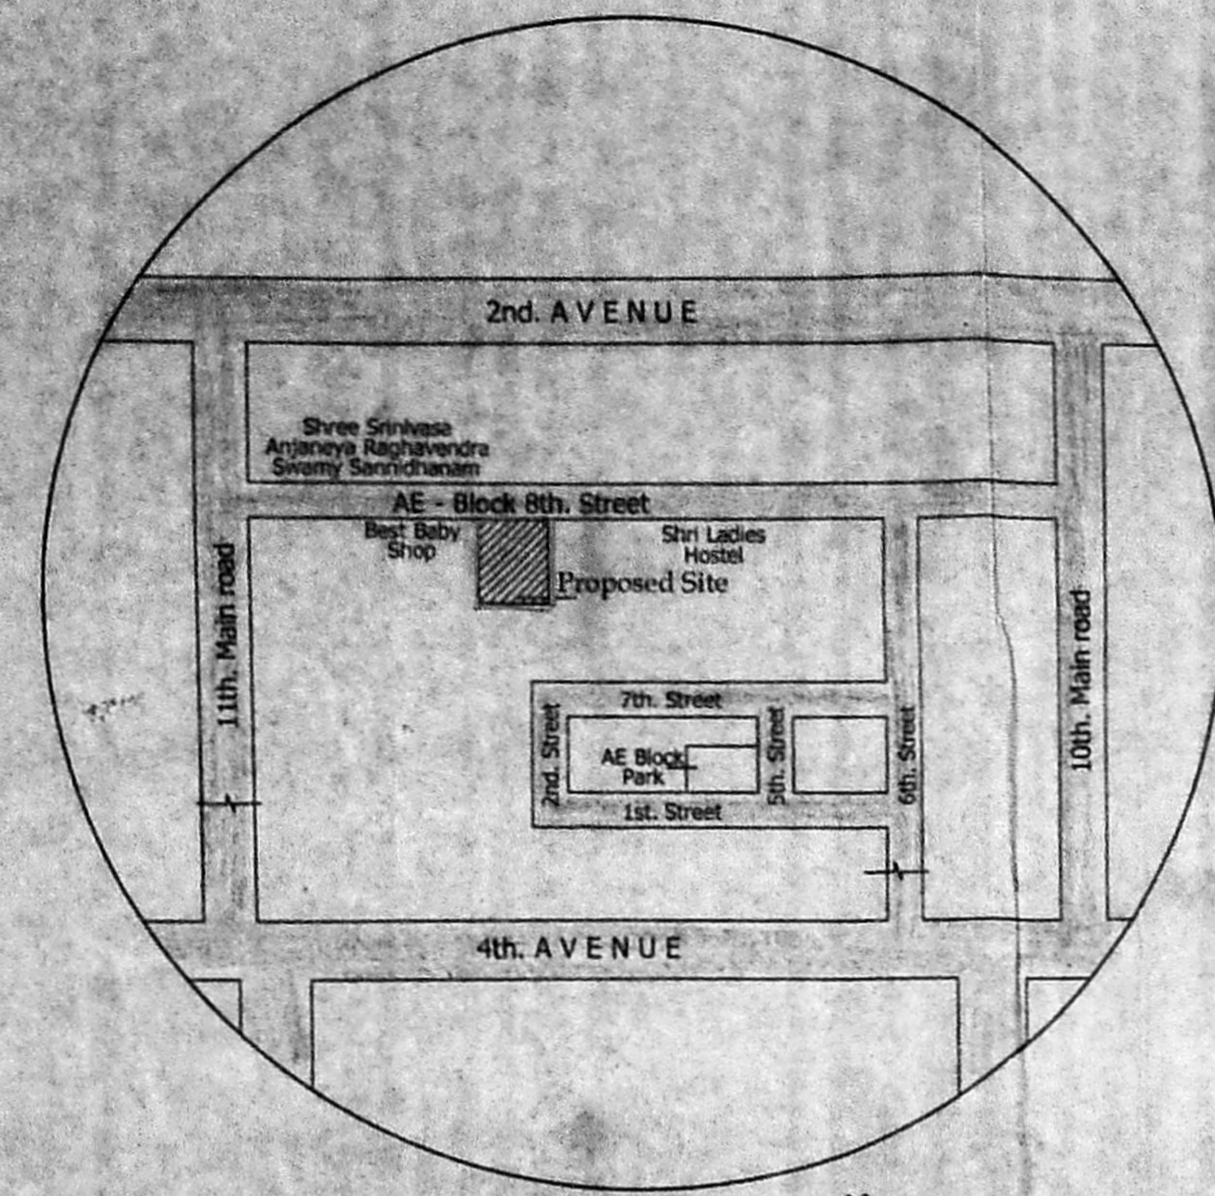 2nd. AVENUE
Shree Srinivasa
Anjaneya Raghavendra
Swamy Sannidhanam
AE - Block 8th. Street
Best Baby
Shop
Shri Ladies
Hostel
Proposed Site
11th. Main road
10th. Main road
7th. Street
2nd. Street
AE Block
Park
5th. Street
6th. Street
1st. Street
4th. AVENUE